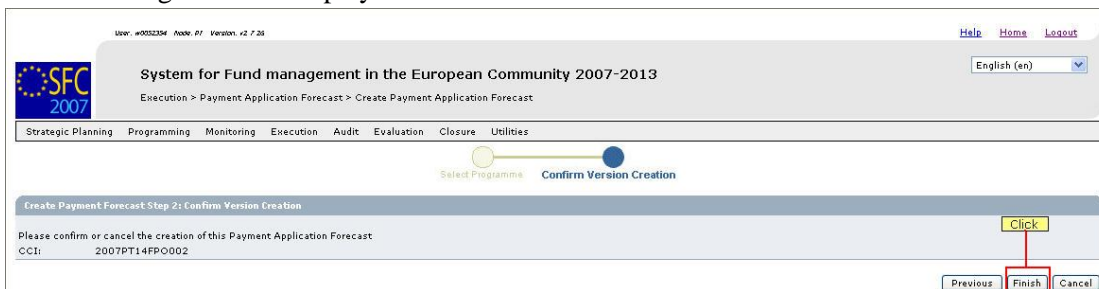 User. w0052354 Node. P1 Version. v2 7 26
Help Home Logout
SFC
2007
System for Fund management in the European Community 2007-2013
English (en)
Execution > Payment Application Forecast > Create Payment Application Forecast
Strategic Planning Programming Monitoring Execution Audit Evaluation Closure Utilities
Select Programme Confirm Version Creation
Create Payment Forecast Step 2: Confirm Version Creation
Please confirm or cancel the creation of this Payment Application Forecast
Click
CCI: 2007PT14FPO002
Previous Finish Cancel